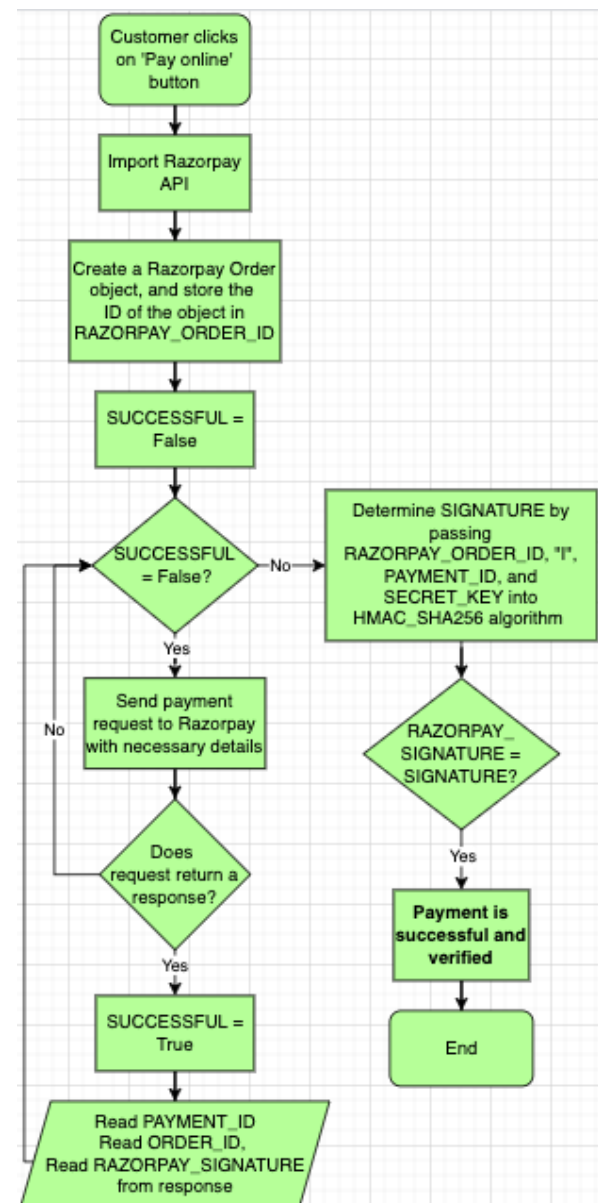 Customer clicks
on 'Pay online'
button
Import Razorpay
API
Create a Razorpay Order
object, and store the
ID of the object in
RAZORPAY_ORDER_ID
SUCCESSFUL =
False
SUCCESSFUL
= False?
No
Yes
Send payment
request to Razorpay
with necessary details
No
Does
request return a
response?
Yes
SUCCESSFUL =
True
Read PAYMENT_ID
Read ORDER_ID,
Read RAZORPAY_SIGNATURE
from response
Determine SIGNATURE by
passing
RAZORPAY_ORDER_ID, "I",
PAYMENT_ID, and
SECRET_KEY into
HMAC_SHA256 algorithm
RAZORPAY_
SIGNATURE =
SIGNATURE?
Yes
Payment is
successful and
verified
End